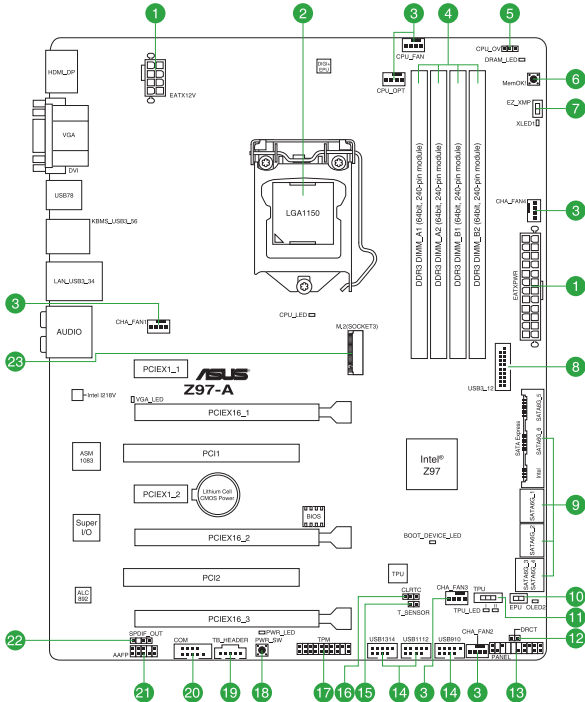 1
2
3
4
5
CPU_FAN
CPU_OV
DRAM_LED
HDMI_DP
DIGI+
EPU
CPU_OPT
MemOK!
6
EATX12V
EZ_XMP
7
XLED1
VGA
DVI
DDR3 DIMM_A1 (64bit, 240-pin module)
DDR3 DIMM_A2 (64bit, 240-pin module)
DDR3 DIMM_B1 (64bit, 240-pin module)
DDR3 DIMM_B2 (64bit, 240-pin module)
USB78
LGA1150
CHA_FAN4
3
KBMS_USB3_56
EATXPWR
1
LAN_USB3_34
3
CHA_FAN1
CPU_LED
AUDIO
M.2(SOCKET3)
23
PCIEX1_1
ASUS
Z97-A
USB3_12
8
Intel I218V
VGA_LED
PCIEX16_1
SATA6G_5
SATA Express
SATA6G_6
Intel
ASM
1083
PCI1
Intel®
Z97
PCIEX1_2
Lithium Cell
CMOS Power
SATA6G_1
9
Super
I/O
BIOS
PCIEX16_2
BOOT_DEVICE_LED
SATA6G_2
SATA6G_3
SATA6G_4
TPU
PCI2
ALC
892
16
CLRTC
CHA_FAN3
TPU
10
15
T_SENSOR
TPU_LED
EPU
OLED2
11
PCIEX16_3
22
SPDIF_OUT
PWR_LED
DRCT
12
AAFP
COM
TB_HEADER
PWR_SW
TPM
USB1314
USB1112
USB910
CHA_FAN2
PANEL
21
20
19
18
17
14
3
14
3
13